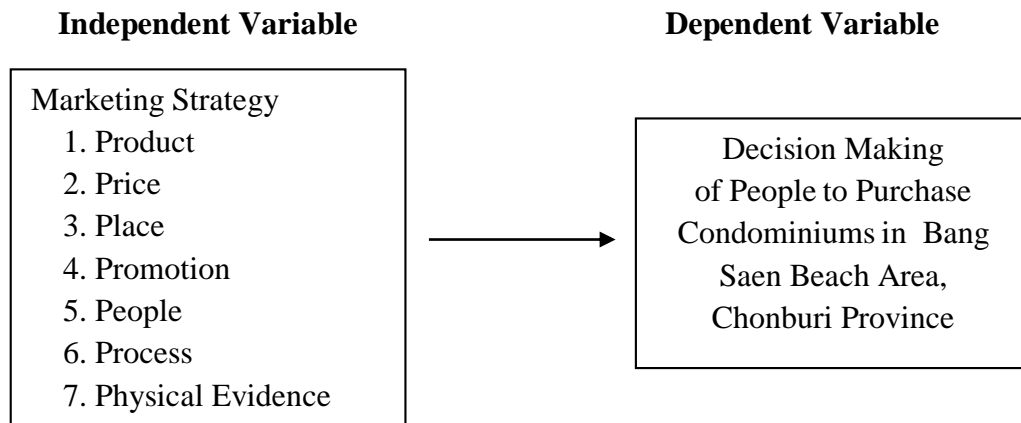 Independent Variable
Dependent Variable
Marketing Strategy
1. Product
2. Price
3. Place
4. Promotion
5. People
6. Process
7. Physical Evidence
Decision Making
of People to Purchase
Condominiums in Bang
Saen Beach Area,
Chonburi Province